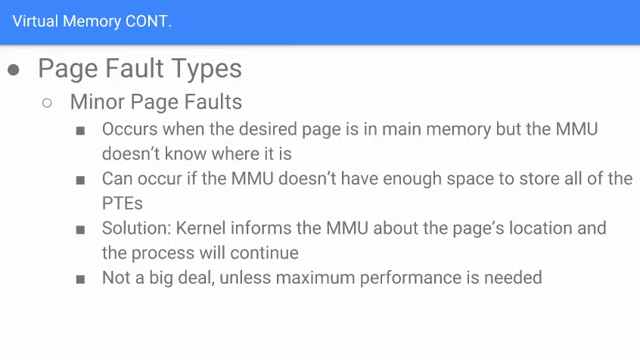 Virtual Memory CONT.
● Page Fault Types
○ Minor Page Faults
■ Occurs when the desired page is in main memory but the MMU
doesn't know where it is
■ Can occur if the MMU doesn't have enough space to store all of the
PTEs
■ Solution: Kernel informs the MMU about the page's location and
the process will continue
■ Not a big deal, unless maximum performance is needed